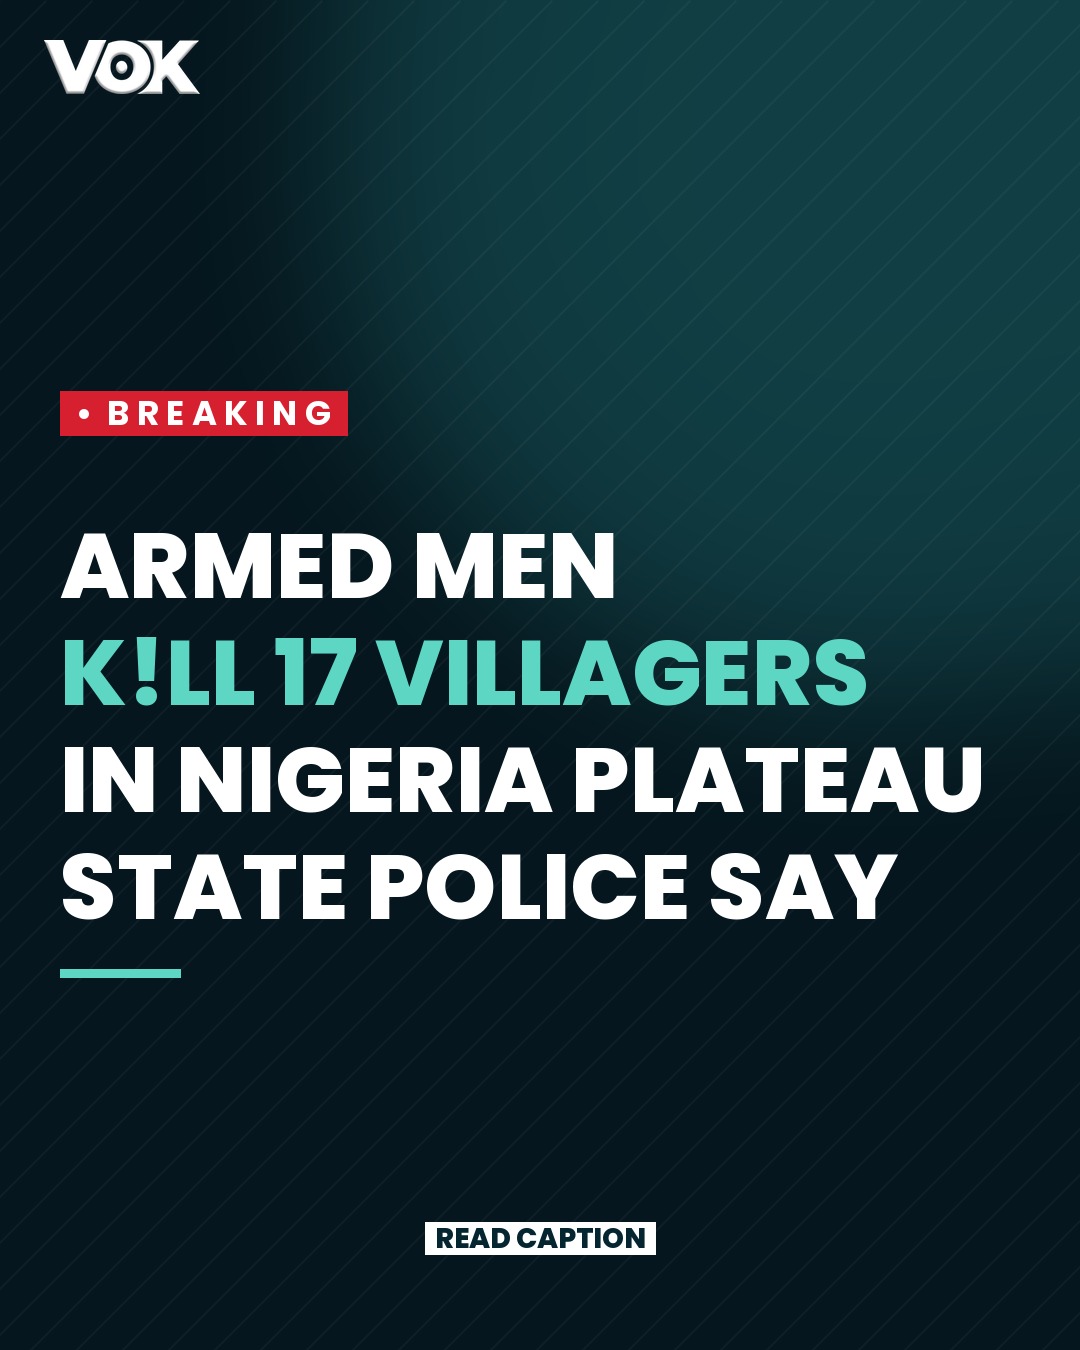 VOK
• BREAKING
ARMED MEN
K!LL 17 VILLAGERS
IN NIGERIA PLATEAU
STATE POLICE SAY
READ CAPTION